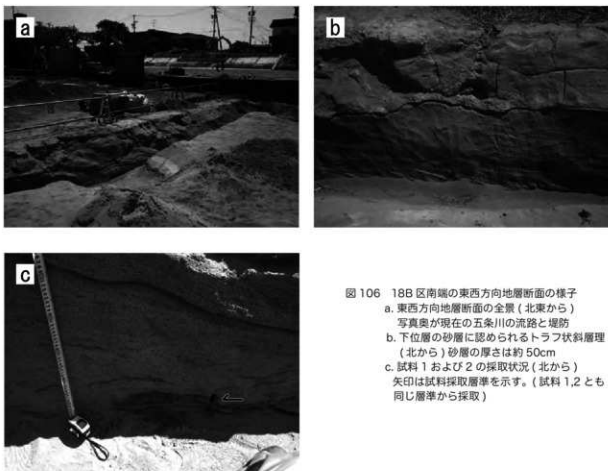 a
b
c
図 106 18B 区南端の東西方向地層断面の様子
a. 東西方向地層断面の全景 ( 北東から )
写真奥が現在の五条川の流路と堤防
b. 下位層の砂層に認められるトラフ状斜層理
( 北から ) 砂層の厚さは約 50cm
c. 試料 1 および 2 の採取状況 ( 北から )
矢印は試料採取層準を示す。( 試料 1,2 とも
同じ層準から採取 )